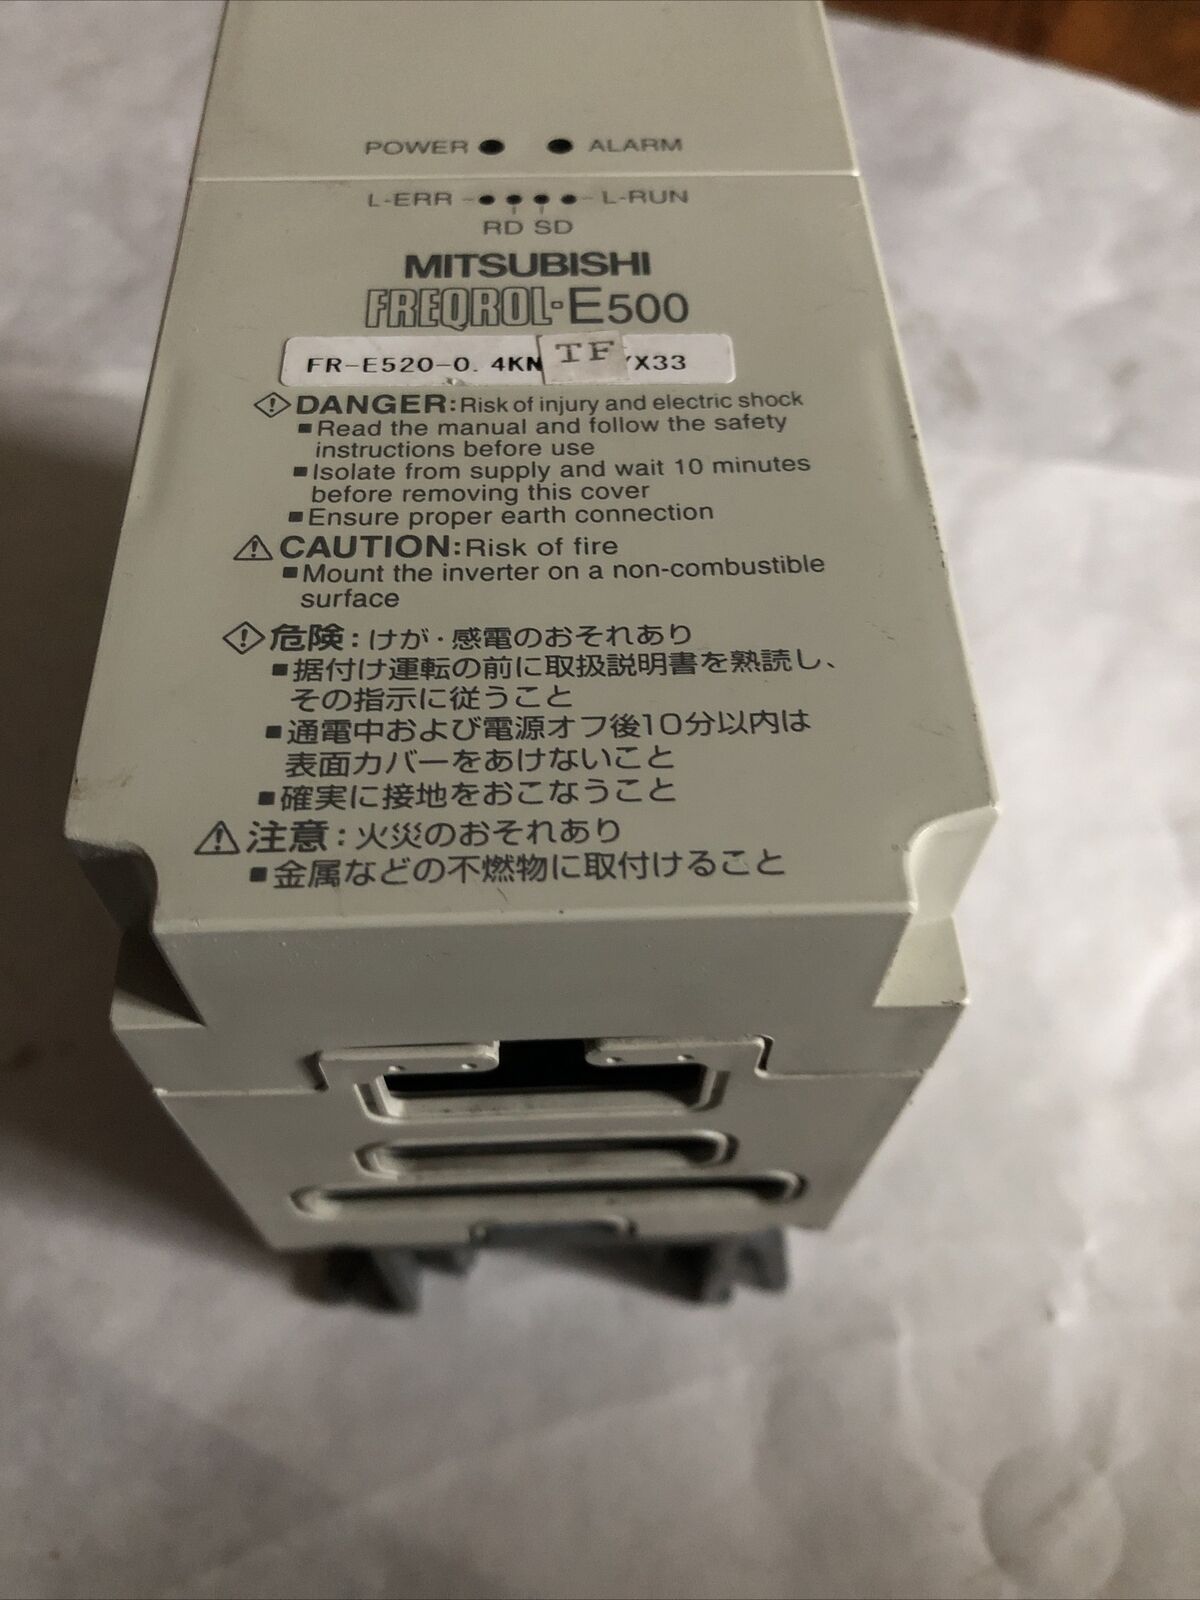 POWER ALARM
L-ERR L-RUN
RD SD
MITSUBISHI
FREQROL-E500
FR-E520-0.4KN TF X33
DANGER:Risk of injury and electric shock
■Read the manual and follow the safety
instructions before use
■Isolate from supply and wait 10 minutes
before removing this cover
■Ensure proper earth connection
CAUTION:Risk of fire
■Mount the inverter on a non-combustible
surface
危険:けが・感電のおそれあり
■据付け運転の前に取扱説明書を熟読し、
その指示に従うこと
■通電中および電源オフ後10分以内は
表面カバーをあけないこと
■確実に接地をおこなうこと
注意:火災のおそれあり
■金属などの不燃物に取付けること